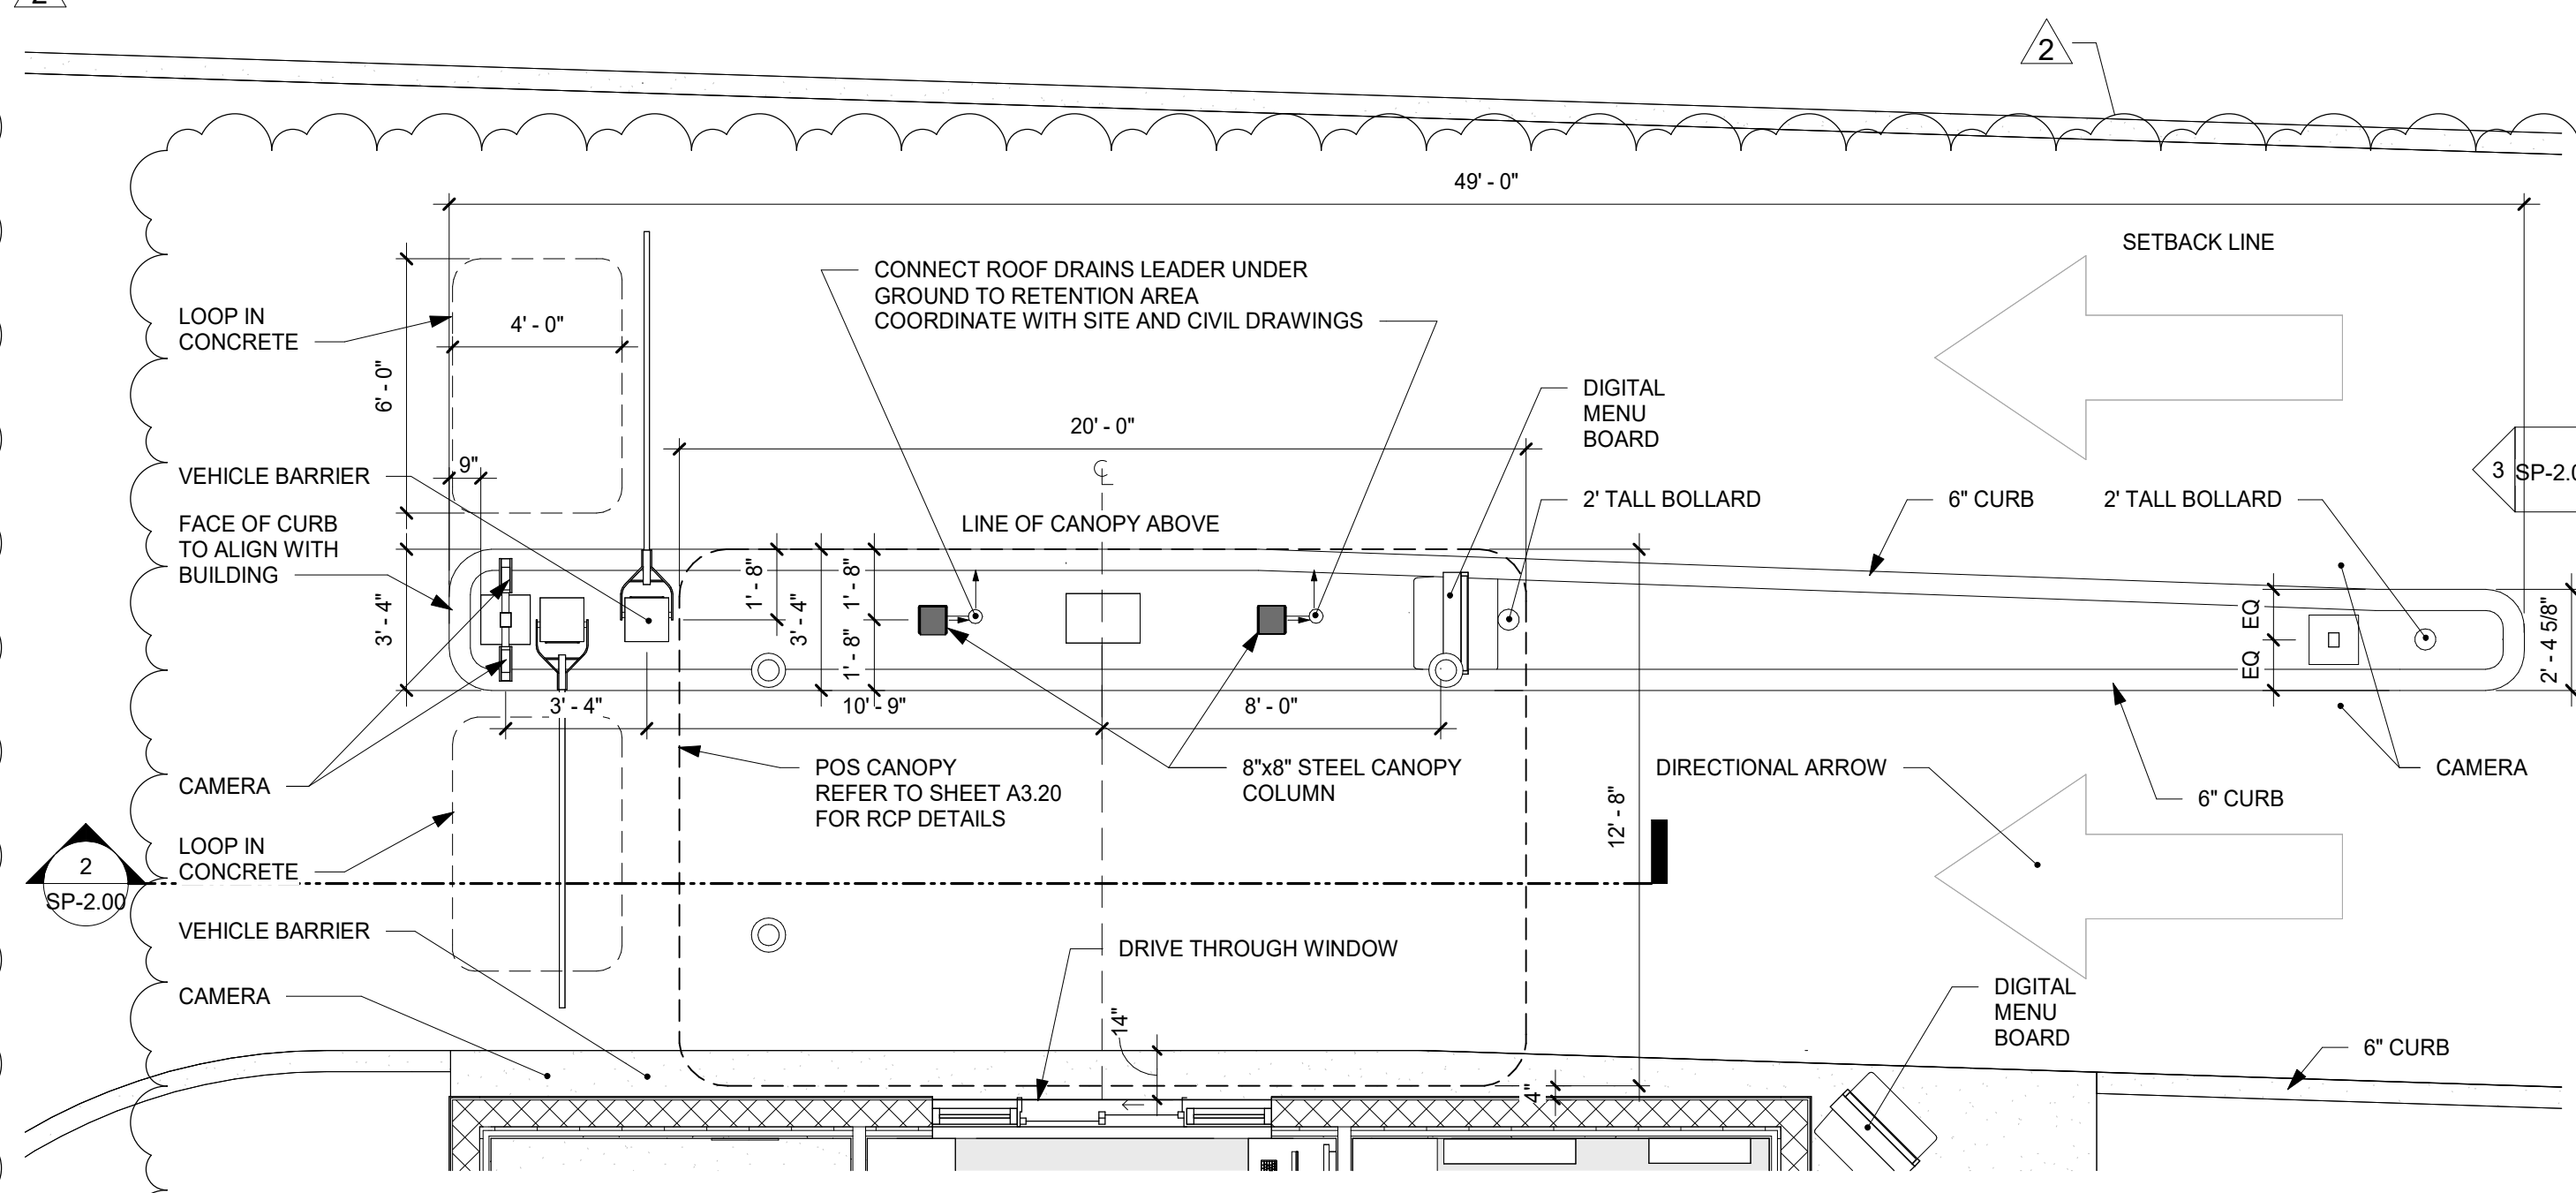 2
2
49' - 0"
SETBACK LINE
CONNECT ROOF DRAINS LEADER UNDER
GROUND TO RETENTION AREA
COORDINATE WITH SITE AND CIVIL DRAWINGS
LOOP IN
CONCRETE
4' - 0"
6' - 0"
DIGITAL
MENU
BOARD
20' - 0"
9"
VEHICLE BARRIER
3
SP-2.0
2' TALL BOLLARD
6" CURB
2' TALL BOLLARD
FACE OF CURB
TO ALIGN WITH
BUILDING
LINE OF CANOPY ABOVE
3' - 4"
1' - 8"
3' - 4"
1' - 8"
1' - 8"
EQ
EQ
2' - 4 5/8"
3' - 4"
10' - 9"
8' - 0"
CAMERA
POS CANOPY
REFER TO SHEET A3.20
FOR RCP DETAILS
8"x8" STEEL CANOPY
COLUMN
DIRECTIONAL ARROW
CAMERA
6" CURB
12' - 8"
LOOP IN
CONCRETE
2
SP-2.00
VEHICLE BARRIER
DRIVE THROUGH WINDOW
CAMERA
14"
DIGITAL
MENU
BOARD
6" CURB
4"